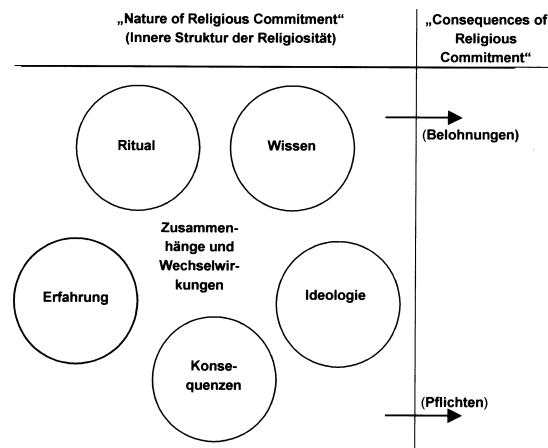 „Nature of Religious Commitment“
(Innere Struktur der Religiosität)
„Consequences of
Religious
Commitment“
Ritual
Wissen
(Belohnungen)
Zusammen-
hänge und
Wechselwir-
kungen
Erfahrung
Ideologie
Konse-
quenzen
(Pflichten)